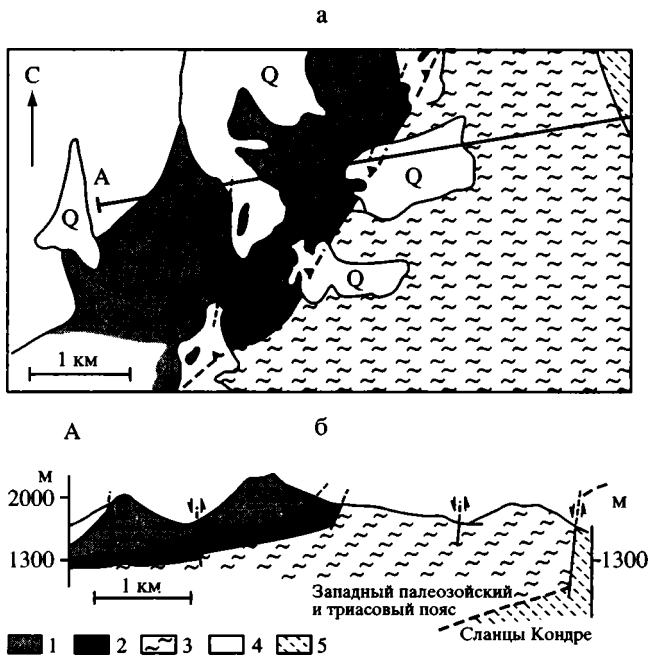 а
С
Q
А
Q
Q
Q
1 км
А
б
м
2000
м
1300
1300
1 км
Западный палеозойский
и триасовый пояс
Сланцы Кондре
1 2 3 4 5